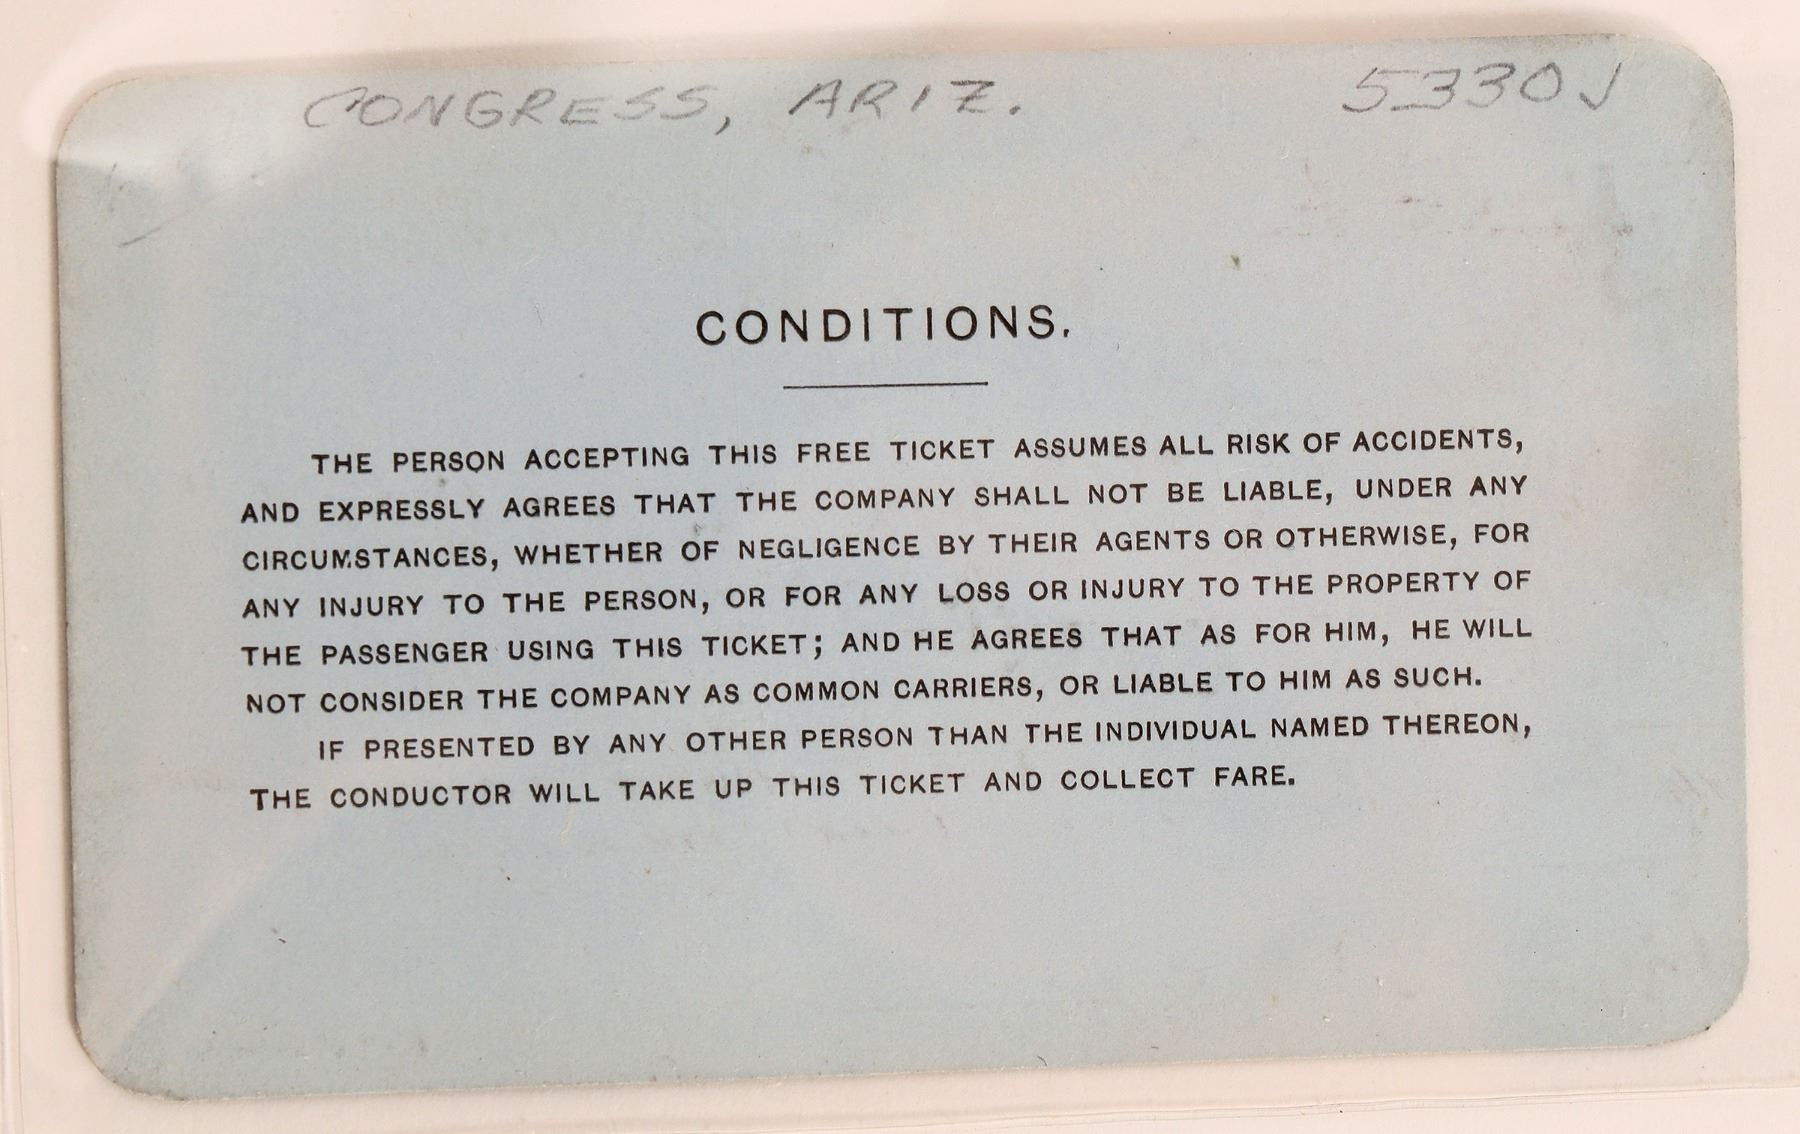 CONGRESS, ARIZ. 5330J
CONDITIONS.
THE PERSON ACCEPTING THIS FREE TICKET ASSUMES ALL RISK OF ACCIDENTS,
AND EXPRESSLY AGREES THAT THE COMPANY SHALL NOT BE LIABLE, UNDER ANY
CIRCUMSTANCES, WHETHER OF NEGLIGENCE BY THEIR AGENTS OR OTHERWISE, FOR
ANY INJURY TO THE PERSON, OR FOR ANY LOSS OR INJURY TO THE PROPERTY OF
THE PASSENGER USING THIS TICKET; AND HE AGREES THAT AS FOR HIM, HE WILL
NOT CONSIDER THE COMPANY AS COMMON CARRIERS, OR LIABLE TO HIM AS SUCH.
IF PRESENTED BY ANY OTHER PERSON THAN THE INDIVIDUAL NAMED THEREON,
THE CONDUCTOR WILL TAKE UP THIS TICKET AND COLLECT FARE.